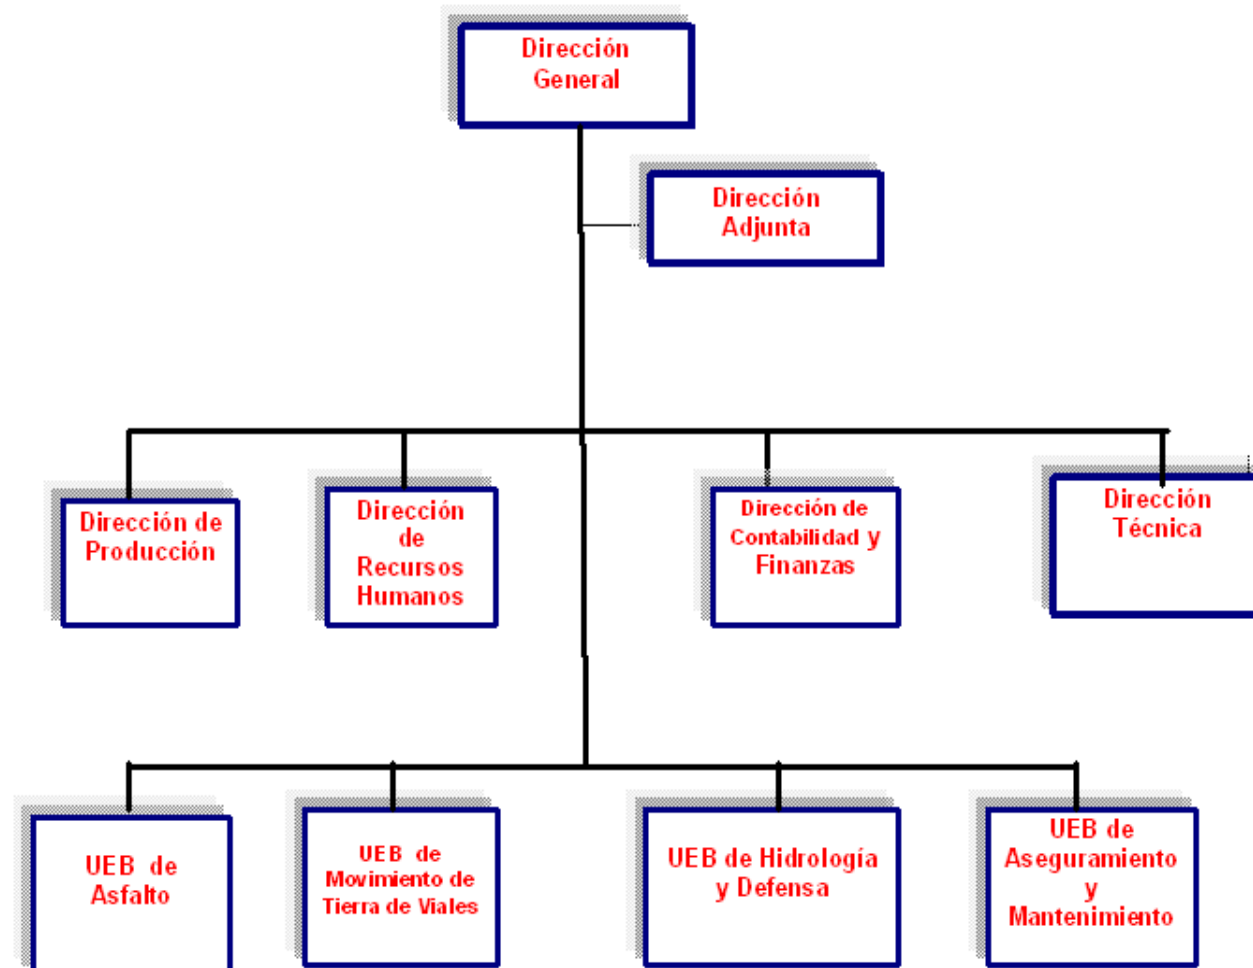 Dirección
General
Dirección
Adjunta
Dirección de
Producción
Dirección
de
Recursos
Humanos
Dirección de
Contabilidad y
Finanzas
Dirección
Técnica
UEB de
Asfalto
UEB de
Movimiento de
Tierra de Viales
UEB de Hidrología
y Defensa
UEB de
Aseguramiento
y
Mantenimiento